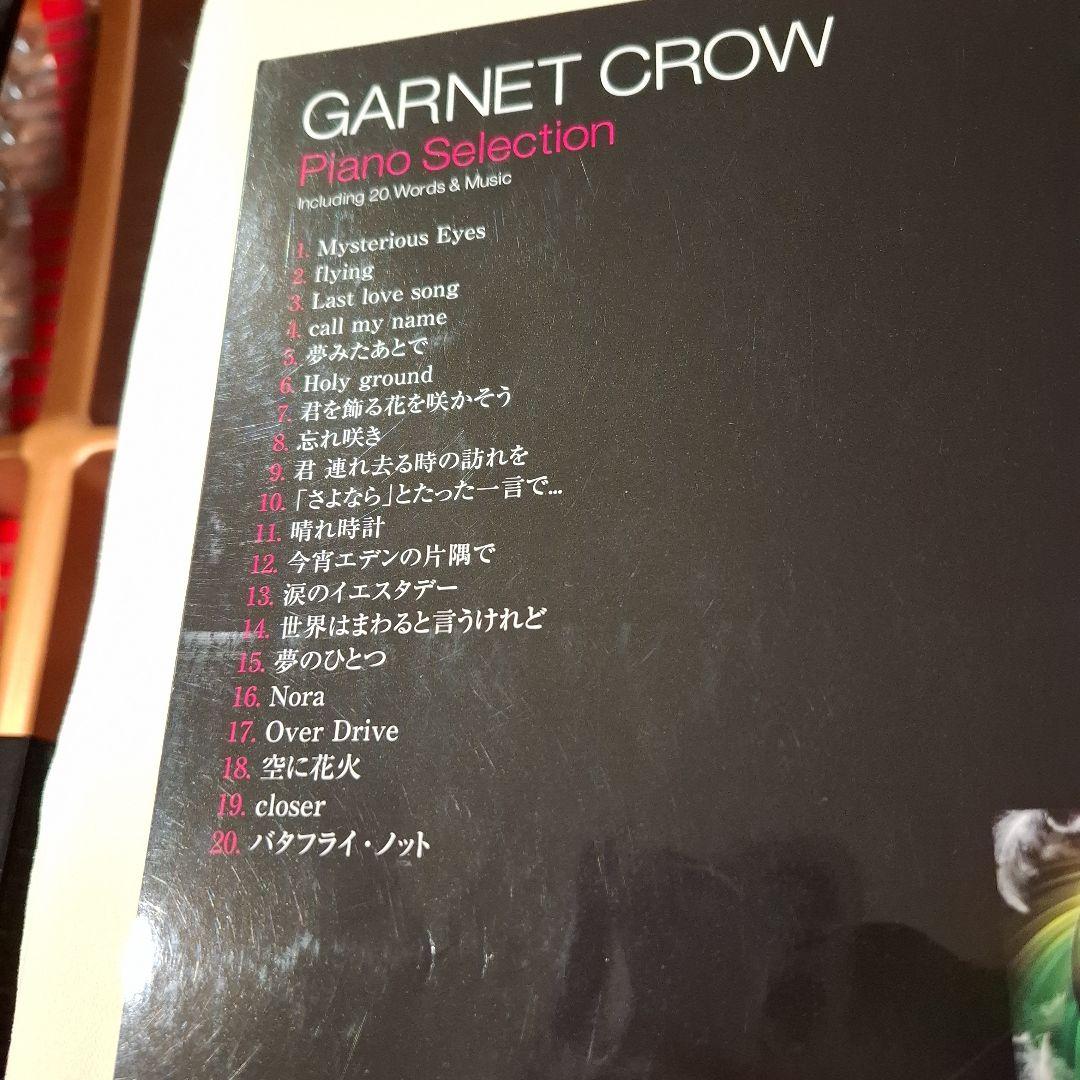 GARNET CROW
Piano Selection
Including 20 Words & Music
1. Mysterious Eyes
2. flying
3. Last love song
4. call my name
5. 夢みたあとで
6. Holy ground
7. 君を飾る花を咲かそう
8. 忘れ咲き
9. 君 連れ去る時の訪れを
10. 「さよなら」とたった一言で...
11. 晴れ時計
12. 今宵エデンの片隅で
13. 涙のイエスタデー
14. 世界はまわると言うけれど
15. 夢のひとつ
16. Nora
17. Over Drive
18. 空に花火
19. closer
20. バタフライ・ノット